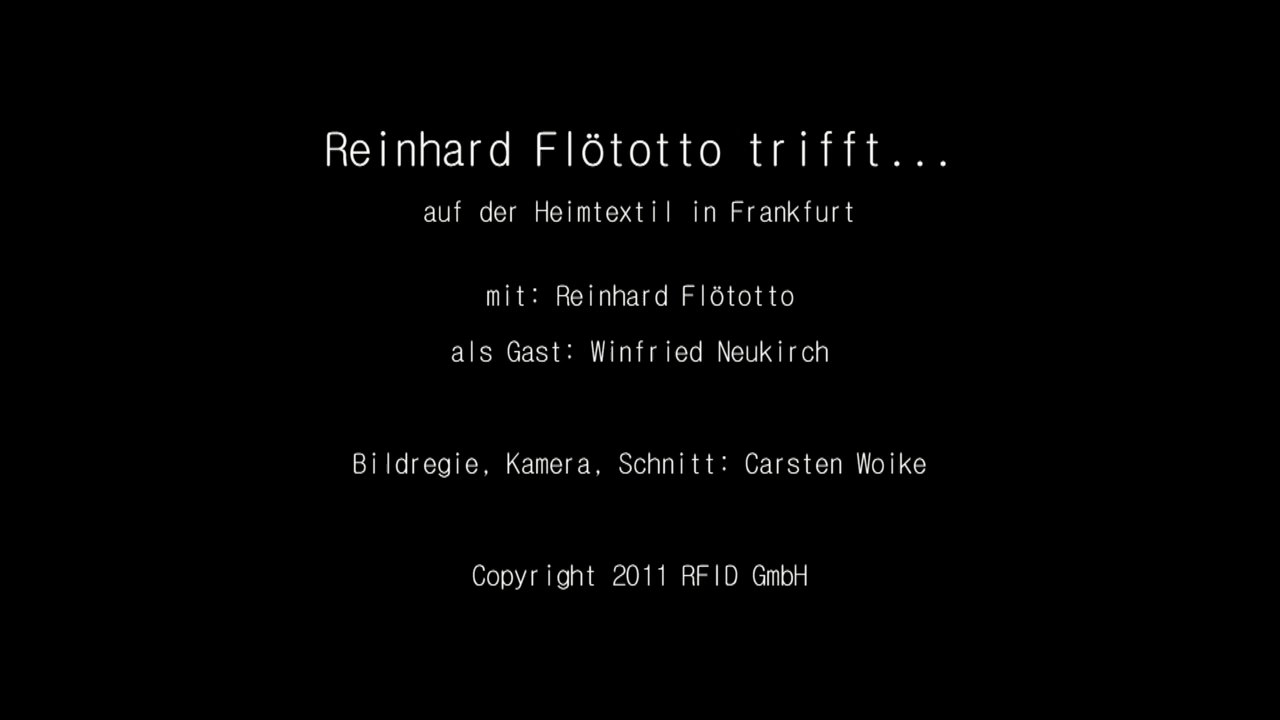 Reinhard Flötotto trifft...
auf der Heimtextil in Frankfurt
mit: Reinhard Flötotto
als Gast: Winfried Neukirch
Bildregie, Kamera, Schnitt: Carsten Woike
Copyright 2011 RFID GmbH